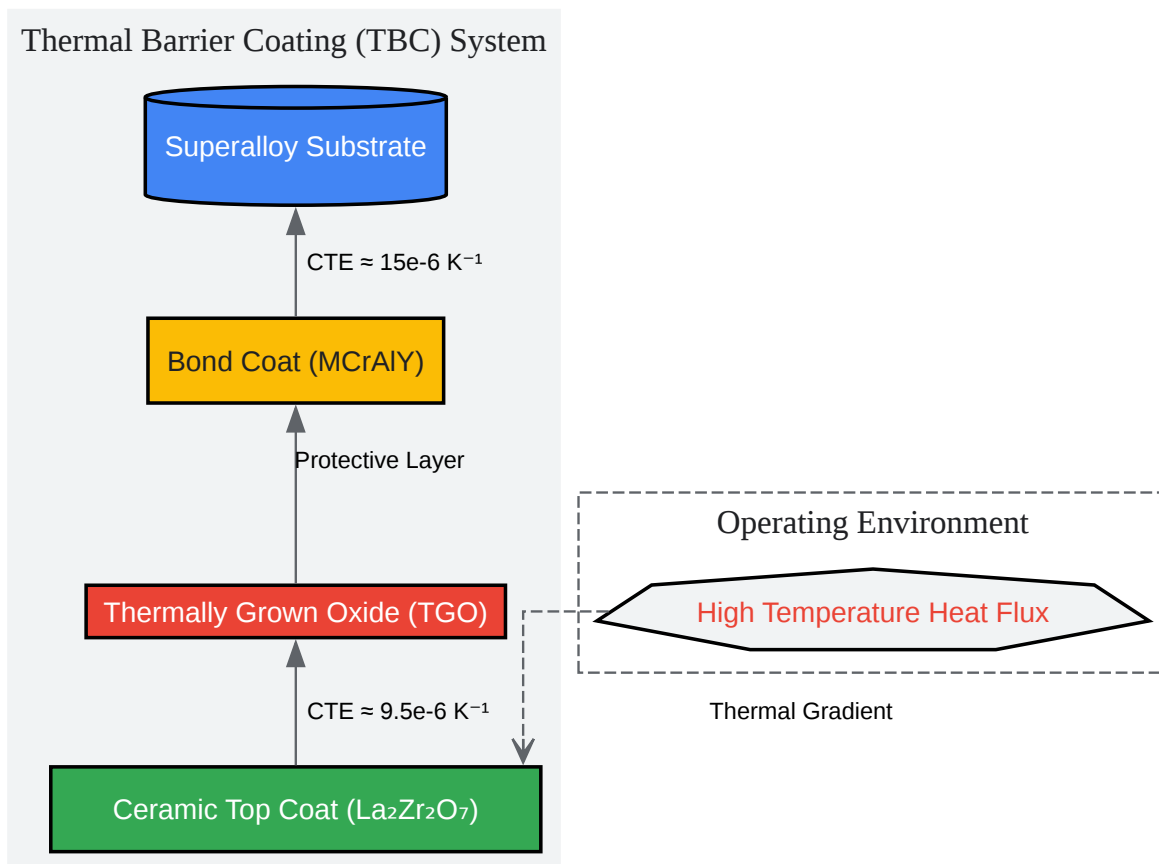 Thermal Barrier Coating (TBC) System
Superalloy Substrate
CTE ≈ 15e-6 K⁻¹
Bond Coat (MCrAlY)
Protective Layer
Operating Environment
Thermally Grown Oxide (TGO)
High Temperature Heat Flux
CTE ≈ 9.5e-6 K⁻¹
Thermal Gradient
Ceramic Top Coat (La₂Zr₂O₇)